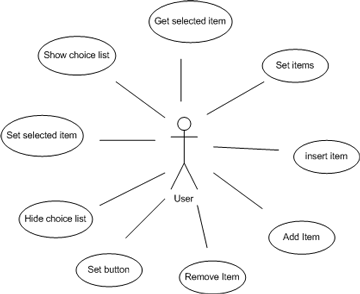 Get selected item
Show choice list
Set items
Set selected item
insert item
User
Hide choice list
Add Item
Set button
Remove Item